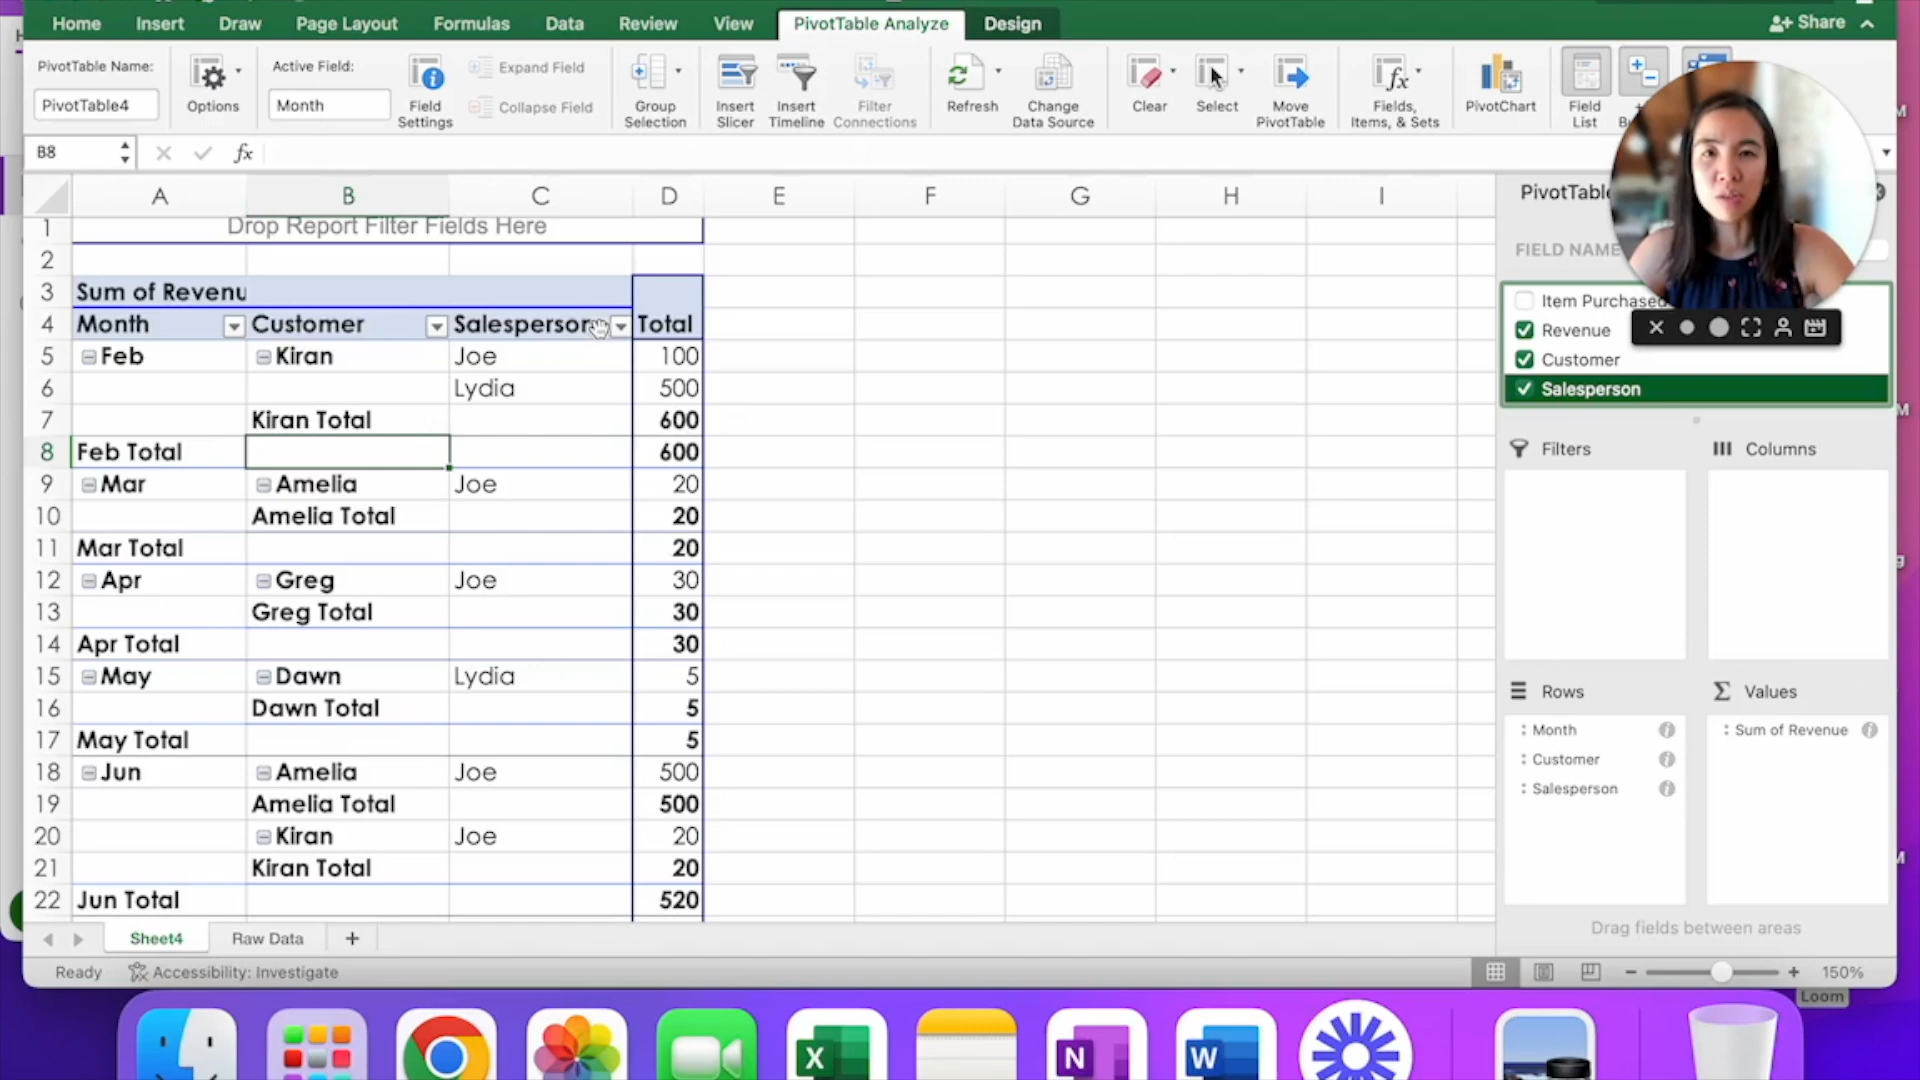 Home Insert Draw Page Layout Formulas Data Review View PivotTable Analyze Design Share
PivotTable Name:
PivotTable4
Options
Active Field:
Month
Field
Settings
Expand Field
Collapse Field
Group
Selection
Insert
Slicer
Insert
Timeline
Filter
Connections
Refresh
Change
Data Source
Clear
Select
Move
PivotTable
Fields,
Items, & Sets
PivotChart
Field
List
B8 fx
A B C D E F G H I
1 Drop Report Filter Fields Here
2
3 Sum of Revenu
4 Month Customer Salesperson Total
5 Feb Kiran Joe 100
6 Lydia 500
7 Kiran Total 600
8 Feb Total 600
9 Mar Amelia Joe 20
10 Amelia Total 20
11 Mar Total 20
12 Apr Greg Joe 30
13 Greg Total 30
14 Apr Total 30
15 May Dawn Lydia 5
16 Dawn Total 5
17 May Total 5
18 Jun Amelia Joe 500
19 Amelia Total 500
20 Kiran Joe 20
21 Kiran Total 20
22 Jun Total 520
PivotTable
FIELD NAME
Item Purchased
Revenue
Customer
Salesperson
Filters
Columns
Rows
Month
Customer
Salesperson
Values
Sum of Revenue
Drag fields between areas
Sheet4 Raw Data +
Ready Accessibility: Investigate 150%
Loom
X N W